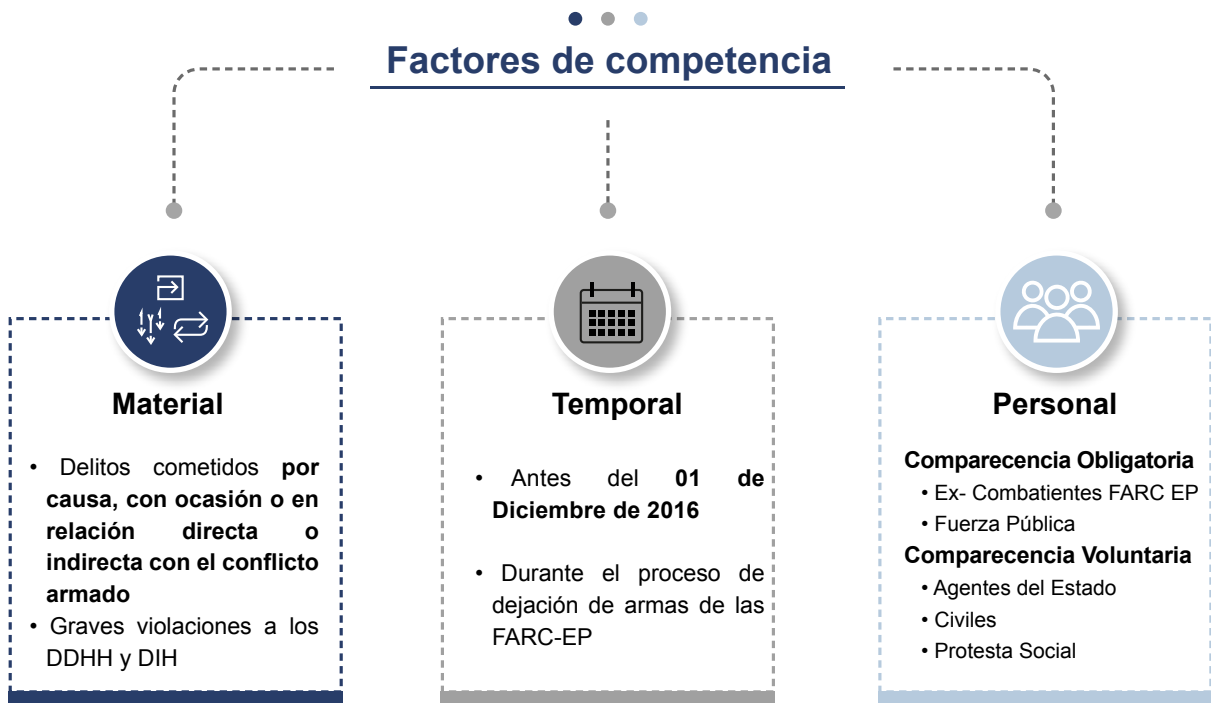 Factores de competencia
Material
• Delitos cometidos por
causa, con ocasión o en
relación directa o
indirecta con el conflicto
armado
• Graves violaciones a los
DDHH y DIH
Temporal
• Antes del 01 de
Diciembre de 2016
• Durante el proceso de
dejación de armas de las
FARC-EP
Personal
Comparecencia Obligatoria
• Ex- Combatientes FARC EP
• Fuerza Pública
Comparecencia Voluntaria
• Agentes del Estado
• Civiles
• Protesta Social